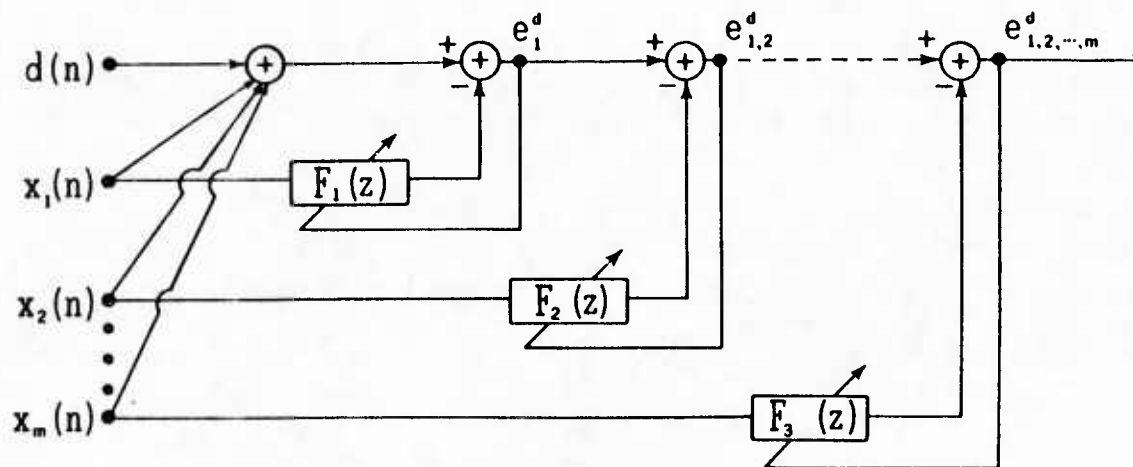 e₁ᵈ
e₁,₂ᵈ
e₁,₂,...,ₘᵈ
d(n)
+
+
+
−
+
+
−
+
+
−
x₁(n)
F₁(z)
x₂(n)
F₂(z)
xₘ(n)
F₃(z)